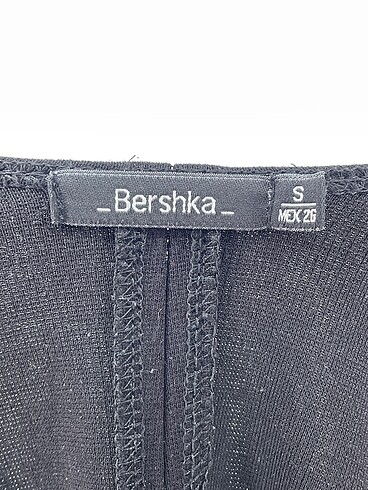 _Bershka_
S
MEX 26